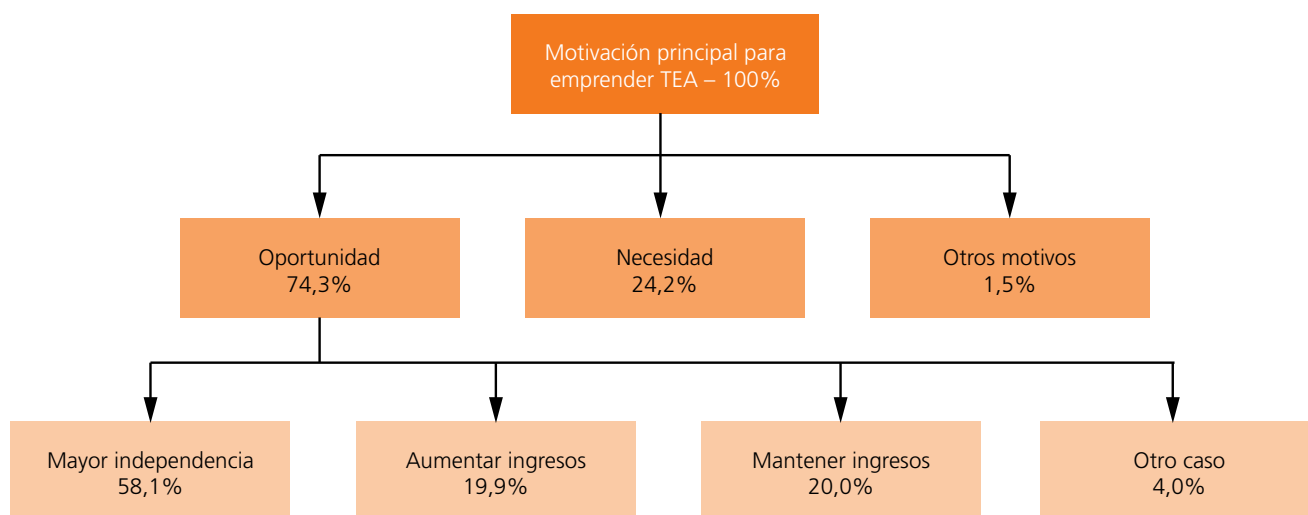 Motivación principal para
emprender TEA – 100%
Oportunidad
74,3%
Necesidad
24,2%
Otros motivos
1,5%
Mayor independencia
58,1%
Aumentar ingresos
19,9%
Mantener ingresos
20,0%
Otro caso
4,0%